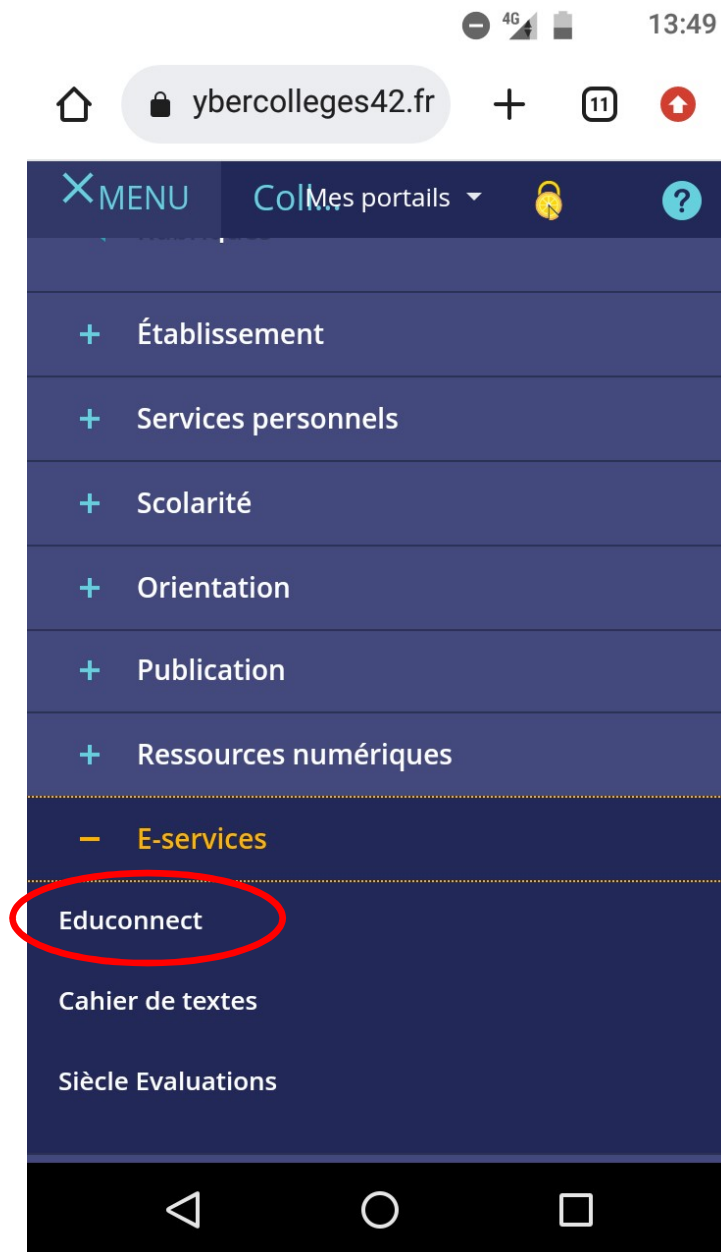 4G 13:49
ybercolleges42.fr 11
MENU Coll... Mes portails ?
Établissement
Services personnels
Scolarité
Orientation
Publication
Ressources numériques
E-services
Educonnect
Cahier de textes
Siècle Evaluations